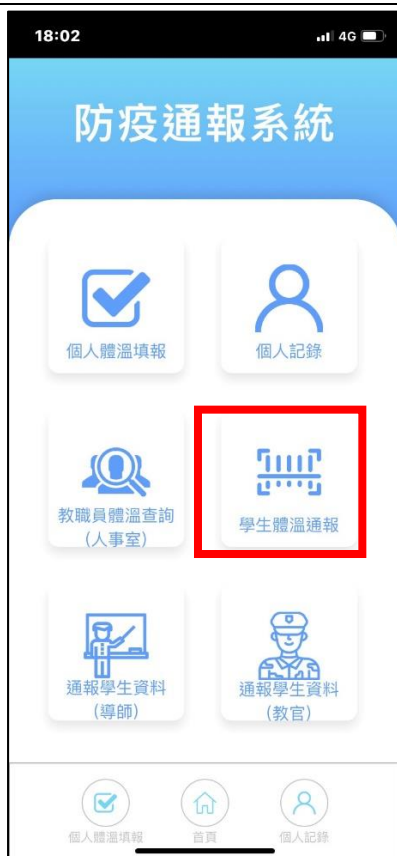 18:02
4G
防疫通報系統
個人體溫填報
個人記錄
教職員體溫查詢
(人事室)
學生體溫通報
通報學生資料
(導師)
通報學生資料
(教官)
個人體溫填報
首頁
個人記錄